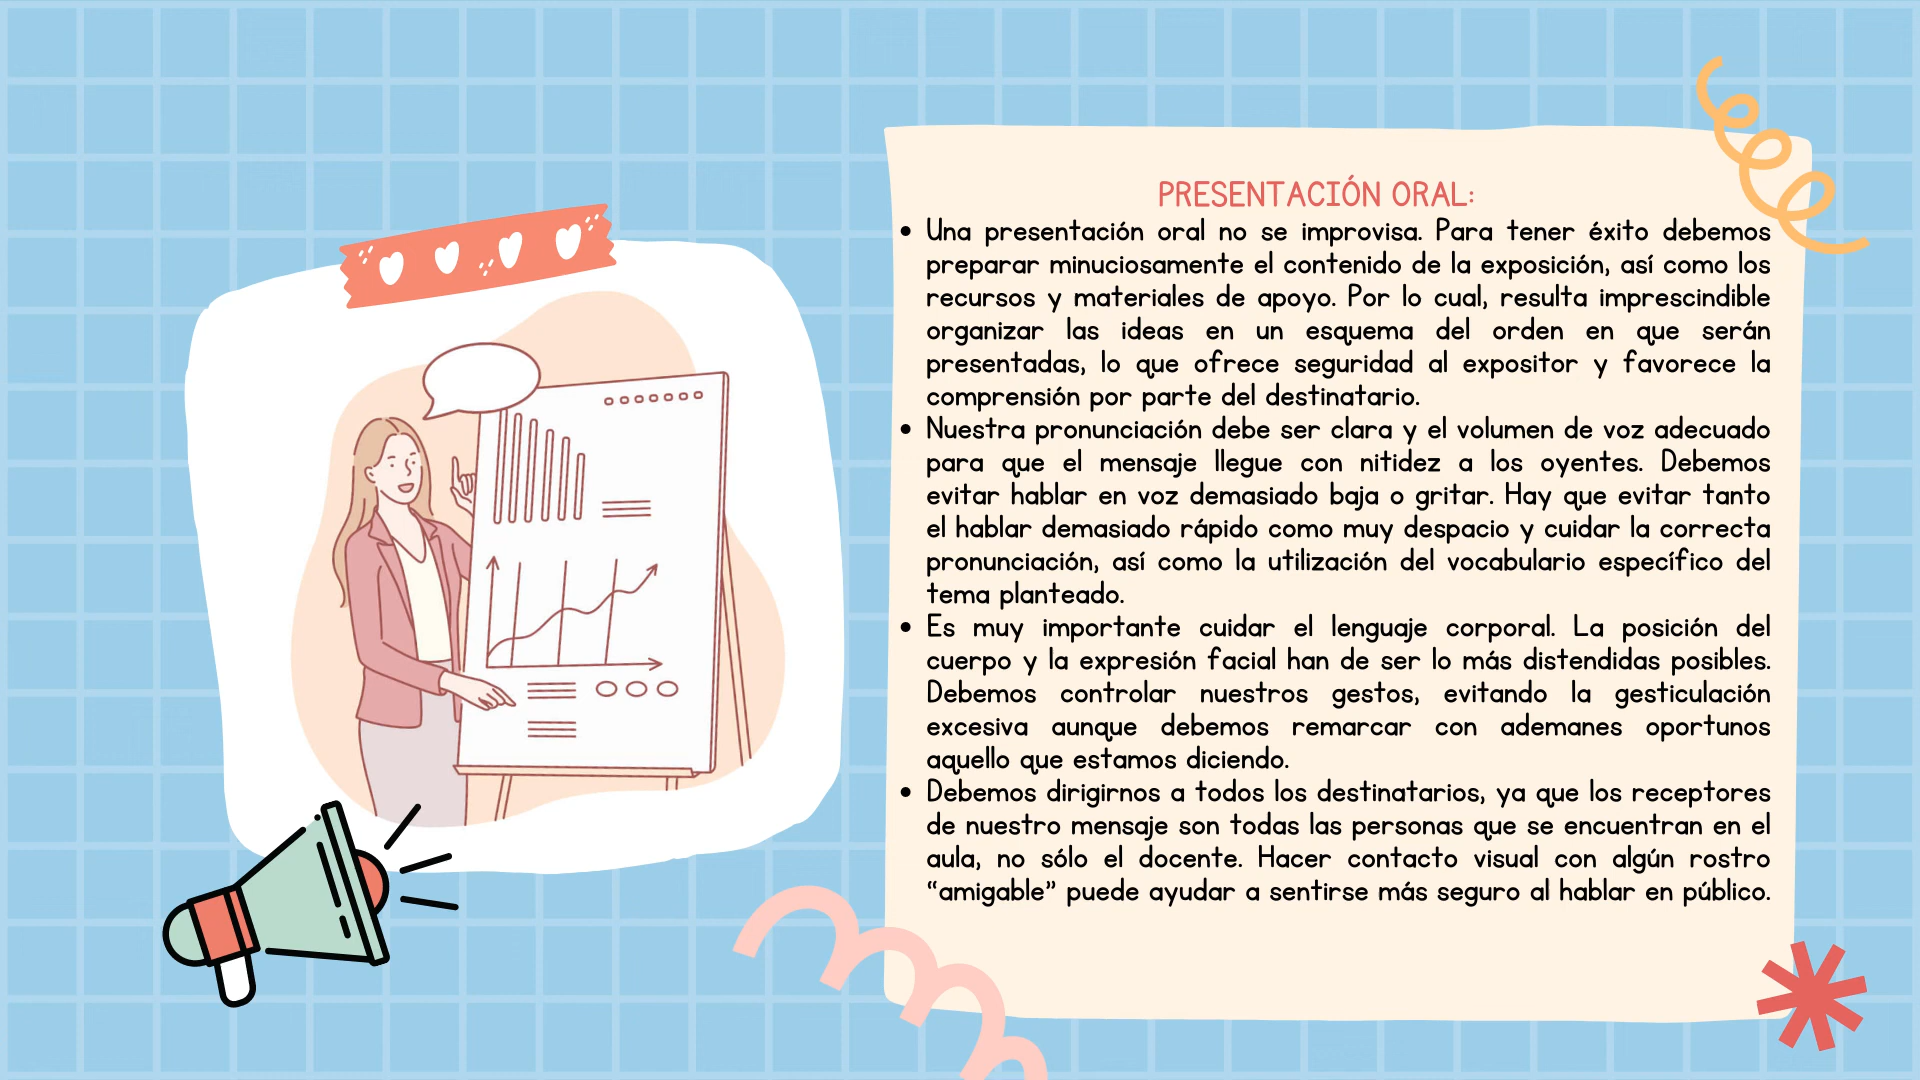 PRESENTACIÓN ORAL:
• Una presentación oral no se improvisa. Para tener éxito debemos
preparar minuciosamente el contenido de la exposición, así como los
recursos y materiales de apoyo. Por lo cual, resulta imprescindible
organizar las ideas en un esquema del orden en que serán
presentadas, lo que ofrece seguridad al expositor y favorece la
comprensión por parte del destinatario.
• Nuestra pronunciación debe ser clara y el volumen de voz adecuado
para que el mensaje llegue con nitidez a los oyentes. Debemos
evitar hablar en voz demasiado baja o gritar. Hay que evitar tanto
el hablar demasiado rápido como muy despacio y cuidar la correcta
pronunciación, así como la utilización del vocabulario específico del
tema planteado.
• Es muy importante cuidar el lenguaje corporal. La posición del
cuerpo y la expresión facial han de ser lo más distendidas posibles.
Debemos controlar nuestros gestos, evitando la gesticulación
excesiva aunque debemos remarcar con ademanes oportunos
aquello que estamos diciendo.
• Debemos dirigirnos a todos los destinatarios, ya que los receptores
de nuestro mensaje son todas las personas que se encuentran en el
aula, no sólo el docente. Hacer contacto visual con algún rostro
“amigable” puede ayudar a sentirse más seguro al hablar en público.